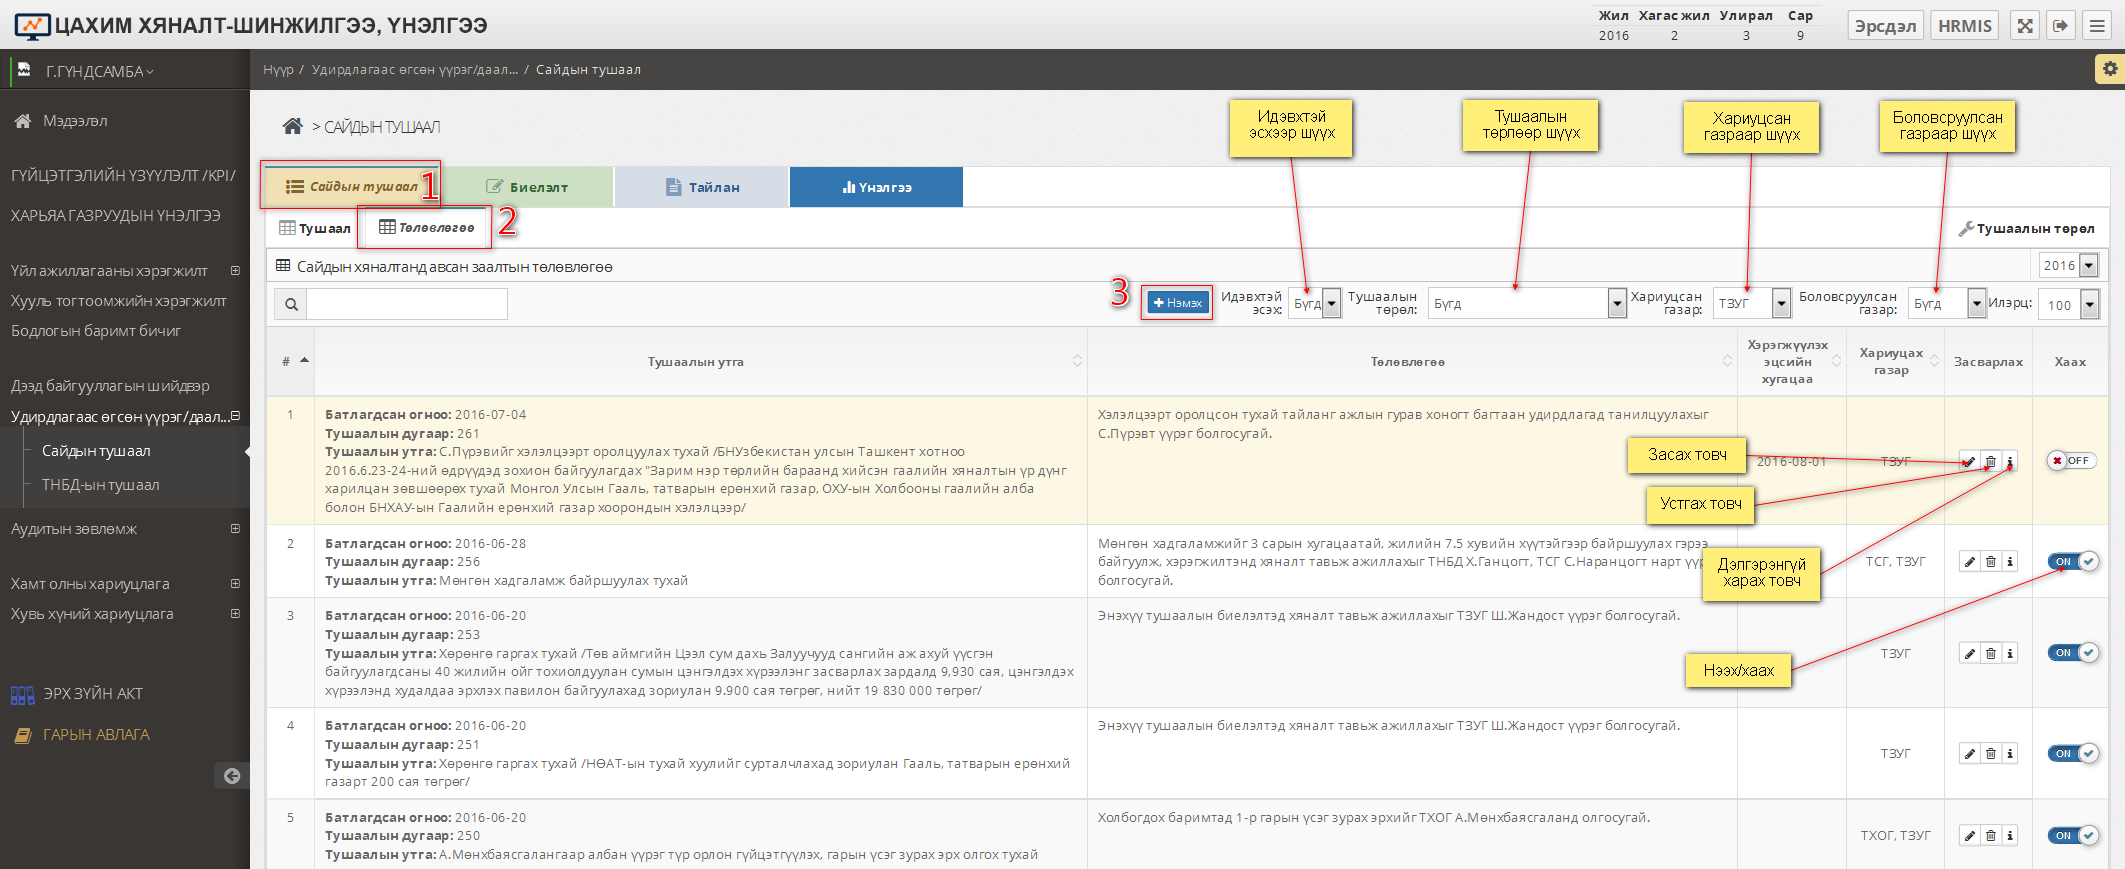 ЦАХИМ ХЯНАЛТ-ШИНЖИЛГЭЭ, ҮНЭЛГЭЭ
Жил Хагас жил Улирал Сар
2016 2 3 9
Эрсдэл HRMIS
Г.ГҮНДСАМБА
Нүүр / Удирдлагаас өгсөн үүрэг/даал... / Сайдын тушаал
Мэдээлэл
ГҮЙЦЭТГЭЛИЙН ҮЗҮҮЛЭЛТ /KPI/
ХАРЬЯА ГАЗРУУДЫН ҮНЭЛГЭЭ
Үйл ажиллагааны хэрэгжилт
Хууль тогтоомжийн хэрэгжилт
Бодлогын баримт бичиг
Дээд байгууллагын шийдвэр
Удирдлагаас өгсөн үүрэг/даал...
Сайдын тушаал
ТНБД-ын тушаал
Аудитын зөвлөмж
Хамт олны хариуцлага
Хувь хүний хариуцлага
ЭРХ ЗҮЙН АКТ
ГАРЫН АВЛАГА
> САЙДЫН ТУШААЛ
Идэвхтэй
эсхээр шүүх
Тушаалын
төрлөөр шүүх
Хариуцсан
газраар шүүх
Боловсруулсан
газраар шүүх
Сайдын тушаал 1
Биелэлт
Тайлан
Үнэлгээ
Тушаал
Төлөвлөгөө 2
Тушаалын төрөл
Сайдын хяналтанд авсан заалтын төлөвлөгөө
2016
3 Нэмэх
Идэвхтэй
эсэх: Бүгд
Тушаалын
төрөл: Бүгд
Хариуцсан
газар: ТЗУГ
Боловсруулсан
газар: Бүгд
Илэрц: 100
# Тушаалын утга Төлөвлөгөө
Хэрэгжүүлэх
эцсийн
хугацаа
Хариуцах
газар
Засварлах Хаах
1
Батлагдсан огноо: 2016-07-04
Тушаалын дугаар: 261
Тушаалын утга: С.Пүрэвийг хэлэлцээрт оролцуулах тухай /БНУзбекистан улсын Ташкент хотноо
2016.6.23-24-ний өдрүүдэд зохион байгуулагдах "Зарим нэр төрлийн бараанд хийсэн гаалийн хяналтын үр дүнг
харилцан зөвшөөрөх тухай Монгол Улсын Гааль, татварын ерөнхий газар, ОХУ-ын Холбооны гаалийн алба
болон БНХАУ-ын Гаалийн ерөнхий газар хоорондын хэлэлцээр/
Хэлэлцээрт оролцсон тухай тайланг ажлын гурав хоногт багтаан удирдлагад танилцуулахыг
С.Пүрэвт үүрэг болгосугай.
2016-08-01
ТЗУГ
OFF
Засах товч
Устгах товч
Дэлгэрэнгүй
харах товч
Нээх/хаах
2
Батлагдсан огноо: 2016-06-28
Тушаалын дугаар: 256
Тушаалын утга: Мөнгөн хадгаламж байршуулах тухай
Мөнгөн хадгаламжийг 3 сарын хугацаатай, жилийн 7.5 хувийн хүүтэйгээр байршуулах гэрээ
байгуулж, хэрэгжилтэнд хяналт тавьж ажиллахыг ТНБД Х.Ганцогт, ТСГ С.Наранцогт нарт үүр
болгосугай.
ТСГ, ТЗУГ
ON
3
Батлагдсан огноо: 2016-06-20
Тушаалын дугаар: 253
Тушаалын утга: Хөрөнгө гаргах тухай /Төв аймгийн Цээл сум дахь Залуучууд сангийн аж ахуй үүсгэн
байгуулагдсаны 40 жилийн ойг тохиолдуулан сумын цэнгэлдэх хүрээлэнг засварлах зардалд 9,930 сая, цэнгэлдэх
хүрээлэнд худалдаа эрхлэх павилон байгуулахад зориулан 9.900 сая төгрөг, нийт 19 830 000 төгрөг/
Энэхүү тушаалын биелэлтэд хяналт тавьж ажиллахыг ТЗУГ Ш.Жандост үүрэг болгосугай.
ТЗУГ
ON
4
Батлагдсан огноо: 2016-06-20
Тушаалын дугаар: 251
Тушаалын утга: Хөрөнгө гаргах тухай /НӨАТ-ын тухай хуулийг сурталчлахад зориулан Гааль, татварын ерөнхий
газарт 200 сая төгрөг/
Энэхүү тушаалын биелэлтэд хяналт тавьж ажиллахыг ТЗУГ Ш.Жандост үүрэг болгосугай.
ТЗУГ
ON
5
Батлагдсан огноо: 2016-06-20
Тушаалын дугаар: 250
Тушаалын утга: А.Мөнхбаясгалангаар албан үүрэг түр орлон гүйцэтгүүлэх, гарын үсэг зурах эрх олгох тухай
Холбогдох баримтад 1-р гарын үсэг зурах эрхийг ТХОГ А.Мөнхбаясгаланд олгосугай.
ТХОГ, ТЗУГ
ON